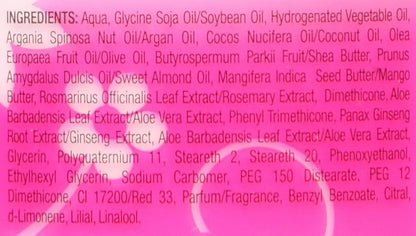 INGREDIENTS: Aqua, Glycine Soja Oil/Soybean Oil, Hydrogenated Vegetable Oil,
Argania Spinosa Nut Oil/Argan Oil, Cocos Nucifera Oil/Coconut Oil, Olea
Europaea Fruit Oil/Olive Oil, Butyrospermum Parkii Fruit/Shea Butter, Prunus
Amygdalus Dulcis Oil/Sweet Almond Oil, Mangifera Indica Seed Butter/Mango
Butter, Rosmarinus Officinalis Leaf Extract/Rosemary Extract, Dimethicone, Aloe
Barbadensis Leaf Extract/Aloe Vera Extract, Phenyl Trimethicone, Panax Ginseng
Root Extract/Ginseng Extract, Aloe Barbadensis Leaf Extract/Aloe Vera Extract,
Glycerin, Polyquaternium 11, Steareth 2, Steareth 20, Phenoxyethanol,
Ethylhexyl Glycerin, Sodium Carbomer, PEG 150 Distearate, PEG 12
Dimethicone, CI 17200/Red 33, Parfum/Fragrance, Benzyl Benzoate, Citral,
d-Limonene, Lilial, Linalool.